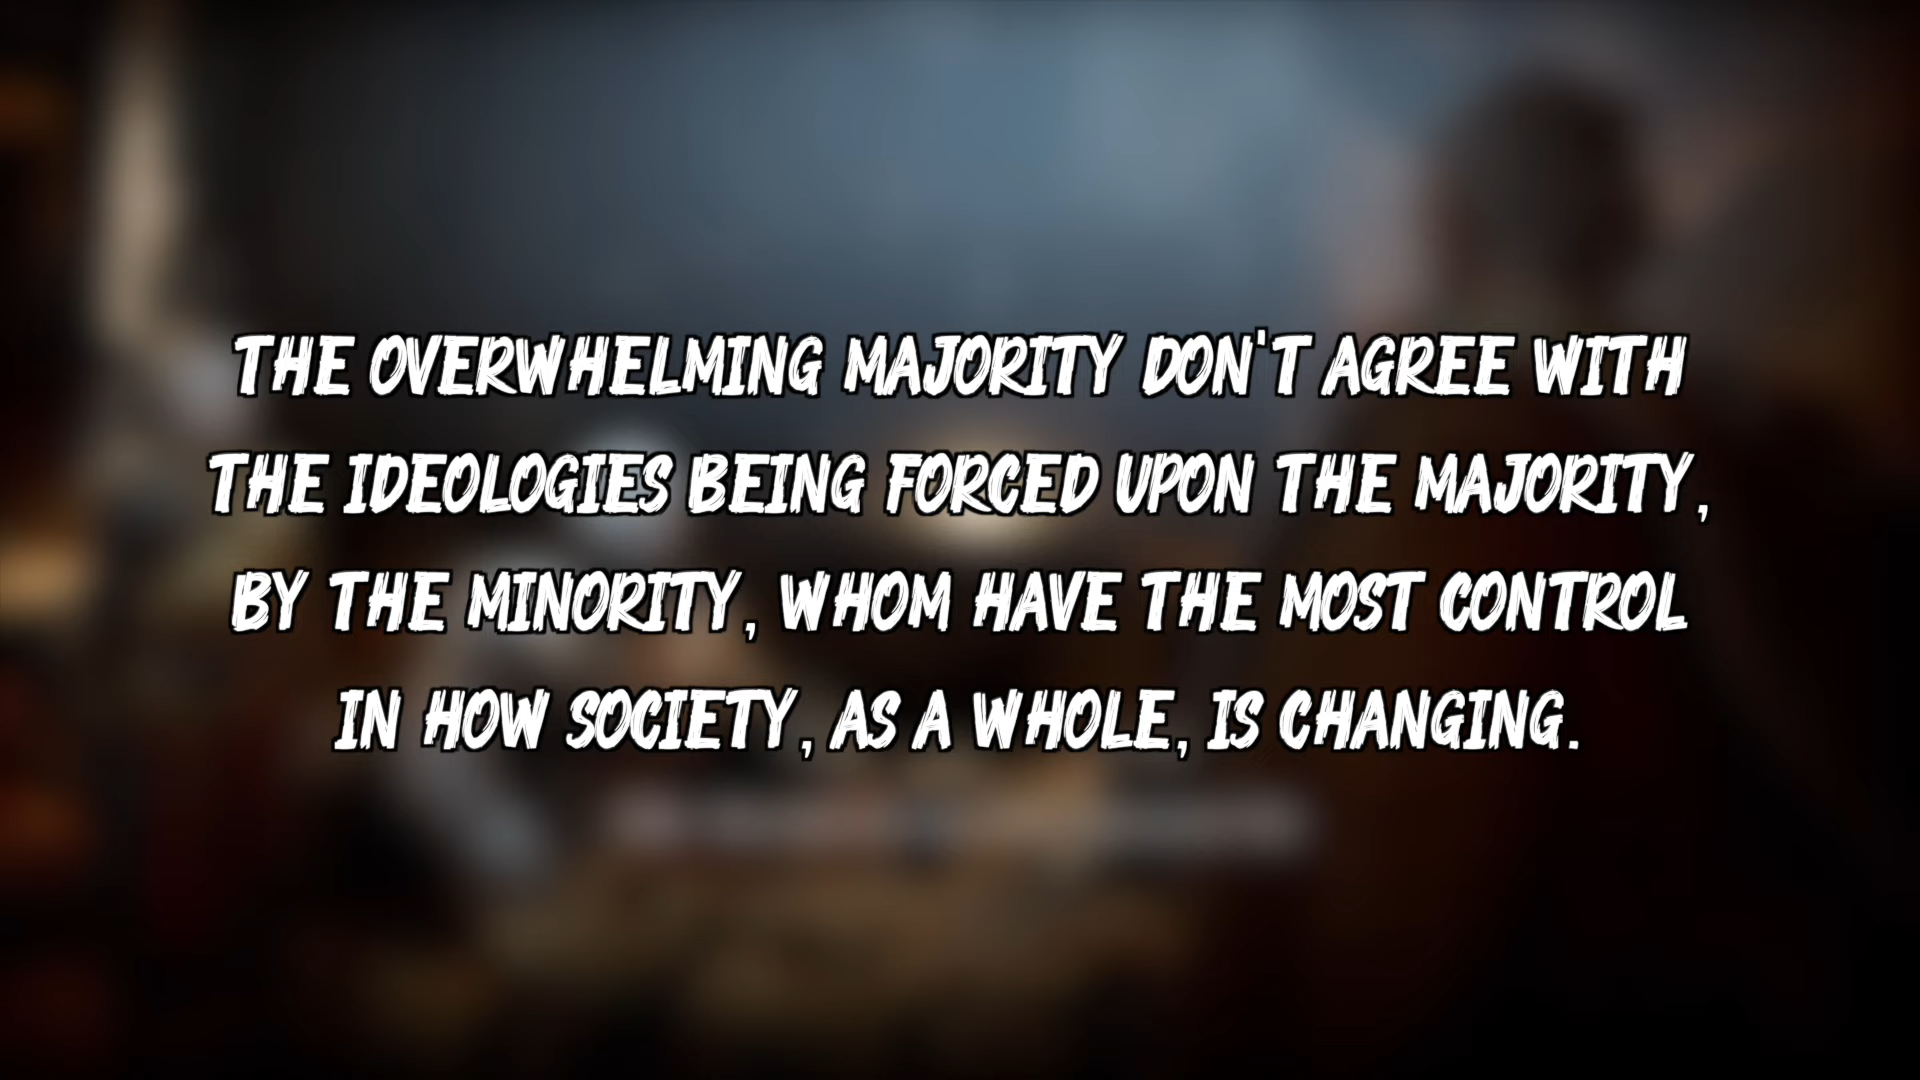 THE OVERWHELMING MAJORITY DON'T AGREE WITH
THE IDEOLOGIES BEING FORCED UPON THE MAJORITY,
BY THE MINORITY, WHOM HAVE THE MOST CONTROL
IN HOW SOCIETY, AS A WHOLE, IS CHANGING.